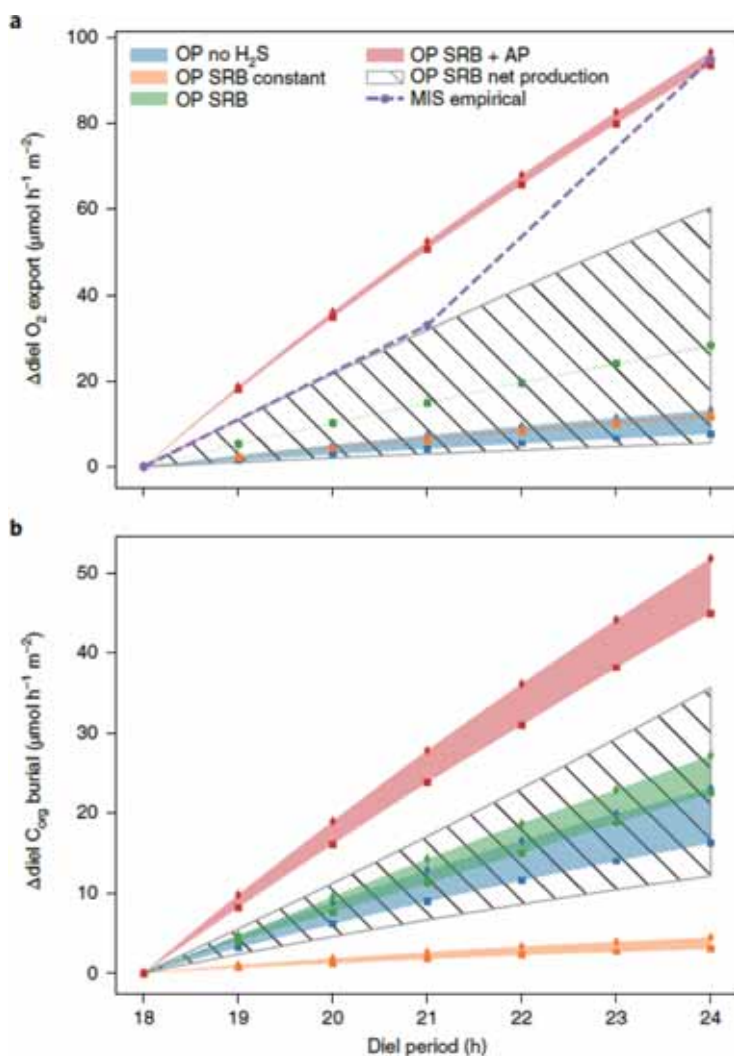 a
100
80
60
40
20
0
Δdiel O₂ export (μmol h⁻¹ m⁻²)
OP no H₂S
OP SRB constant
OP SRB
OP SRB + AP
OP SRB net production
MIS empirical
b
50
40
30
20
10
0
Δdiel C_org burial (μmol h⁻¹ m⁻²)
18 19 20 21 22 23 24
Diel period (h)